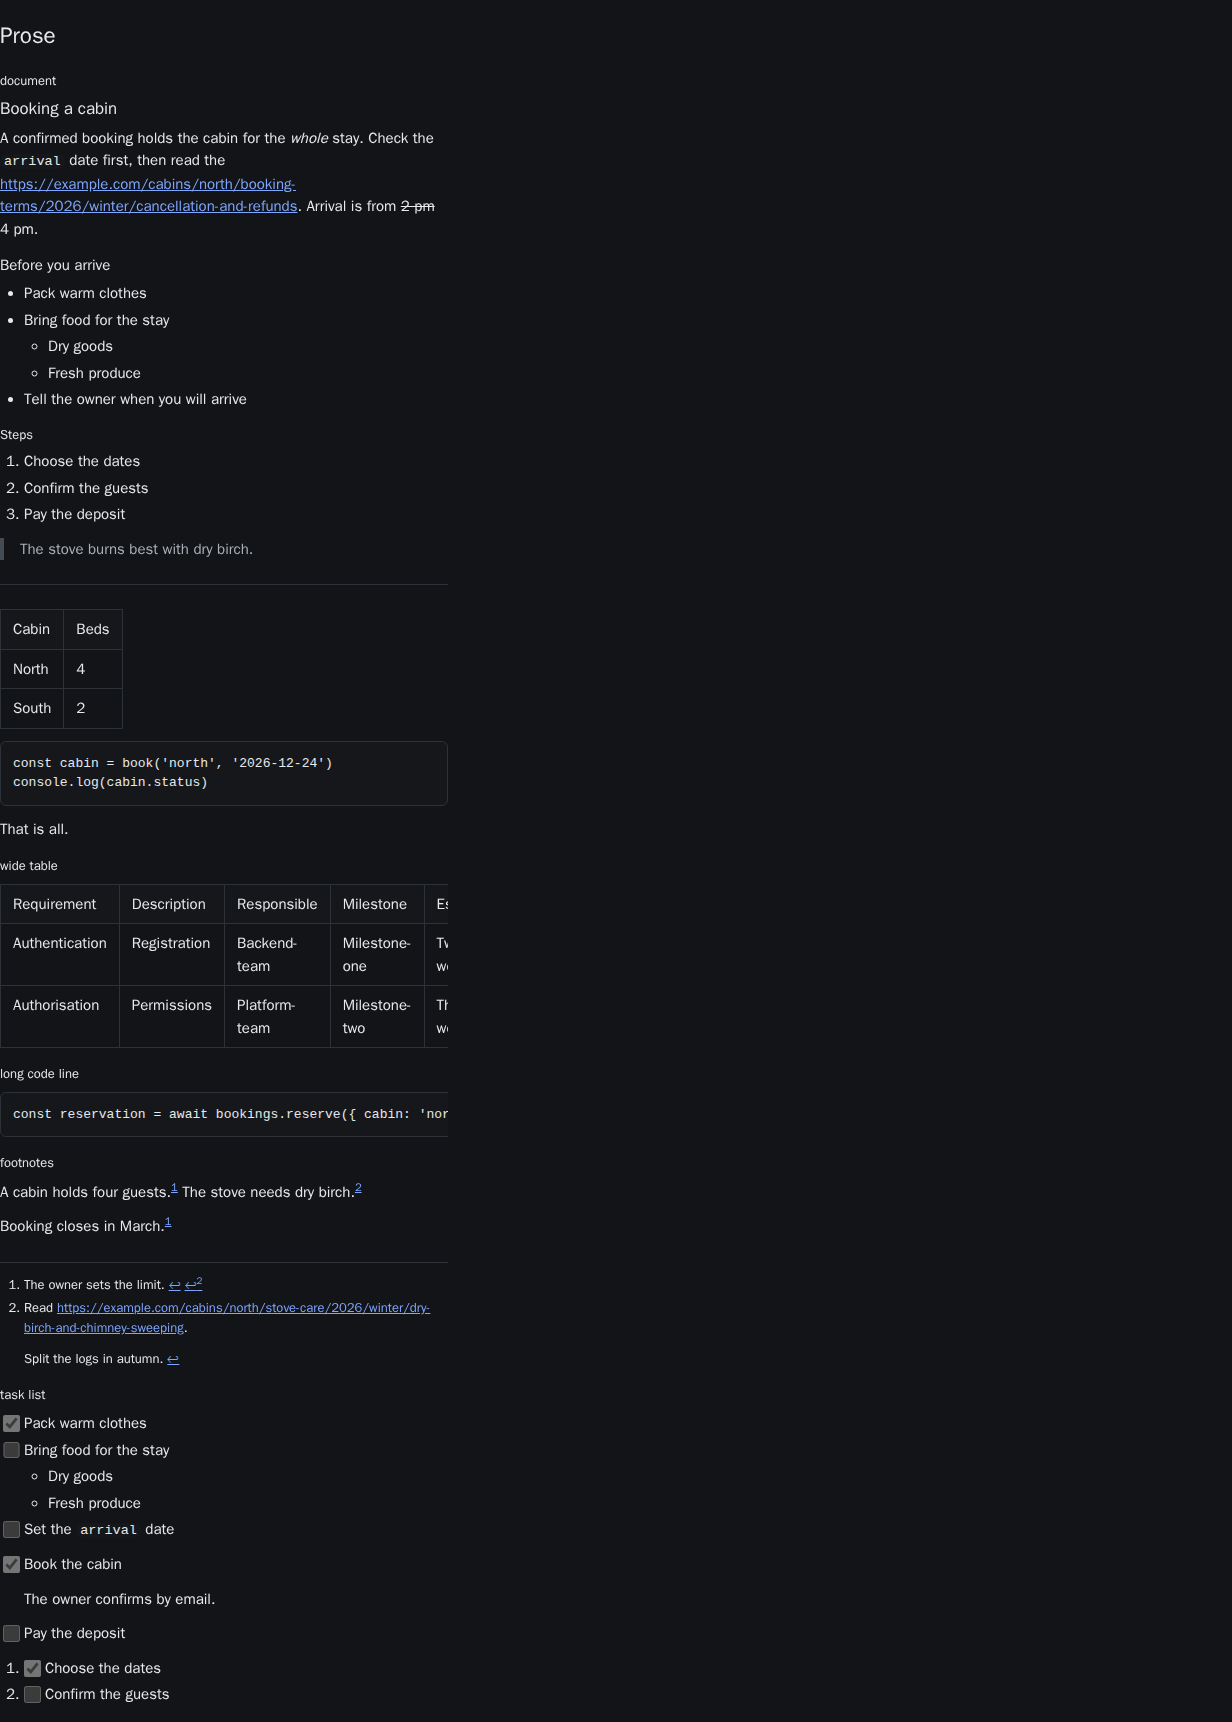 Prose
document
Booking a cabin
A confirmed booking holds the cabin for the whole stay. Check the
arrival date first, then read the
https://example.com/cabins/north/booking-
terms/2026/winter/cancellation-and-refunds. Arrival is from 2 pm
4 pm.
Before you arrive
• Pack warm clothes
• Bring food for the stay
◦ Dry goods
◦ Fresh produce
• Tell the owner when you will arrive
Steps
1. Choose the dates
2. Confirm the guests
3. Pay the deposit
The stove burns best with dry birch.
Cabin Beds
North 4
South 2
const cabin = book('north', '2026-12-24')
console.log(cabin.status)
That is all.
wide table
Requirement Description Responsible Milestone
Authentication Registration Backend- Milestone-
team one
Authorisation Permissions Platform- Milestone-
team two
long code line
const reservation = await bookings.reserve({ cabin: 'nor
footnotes
A cabin holds four guests.1 The stove needs dry birch.2
Booking closes in March.1
1. The owner sets the limit. ↩ ↩2
2. Read https://example.com/cabins/north/stove-care/2026/winter/dry-
birch-and-chimney-sweeping.
Split the logs in autumn. ↩
task list
Pack warm clothes
Bring food for the stay
◦ Dry goods
◦ Fresh produce
Set the arrival date
Book the cabin
The owner confirms by email.
Pay the deposit
1. Choose the dates
2. Confirm the guests